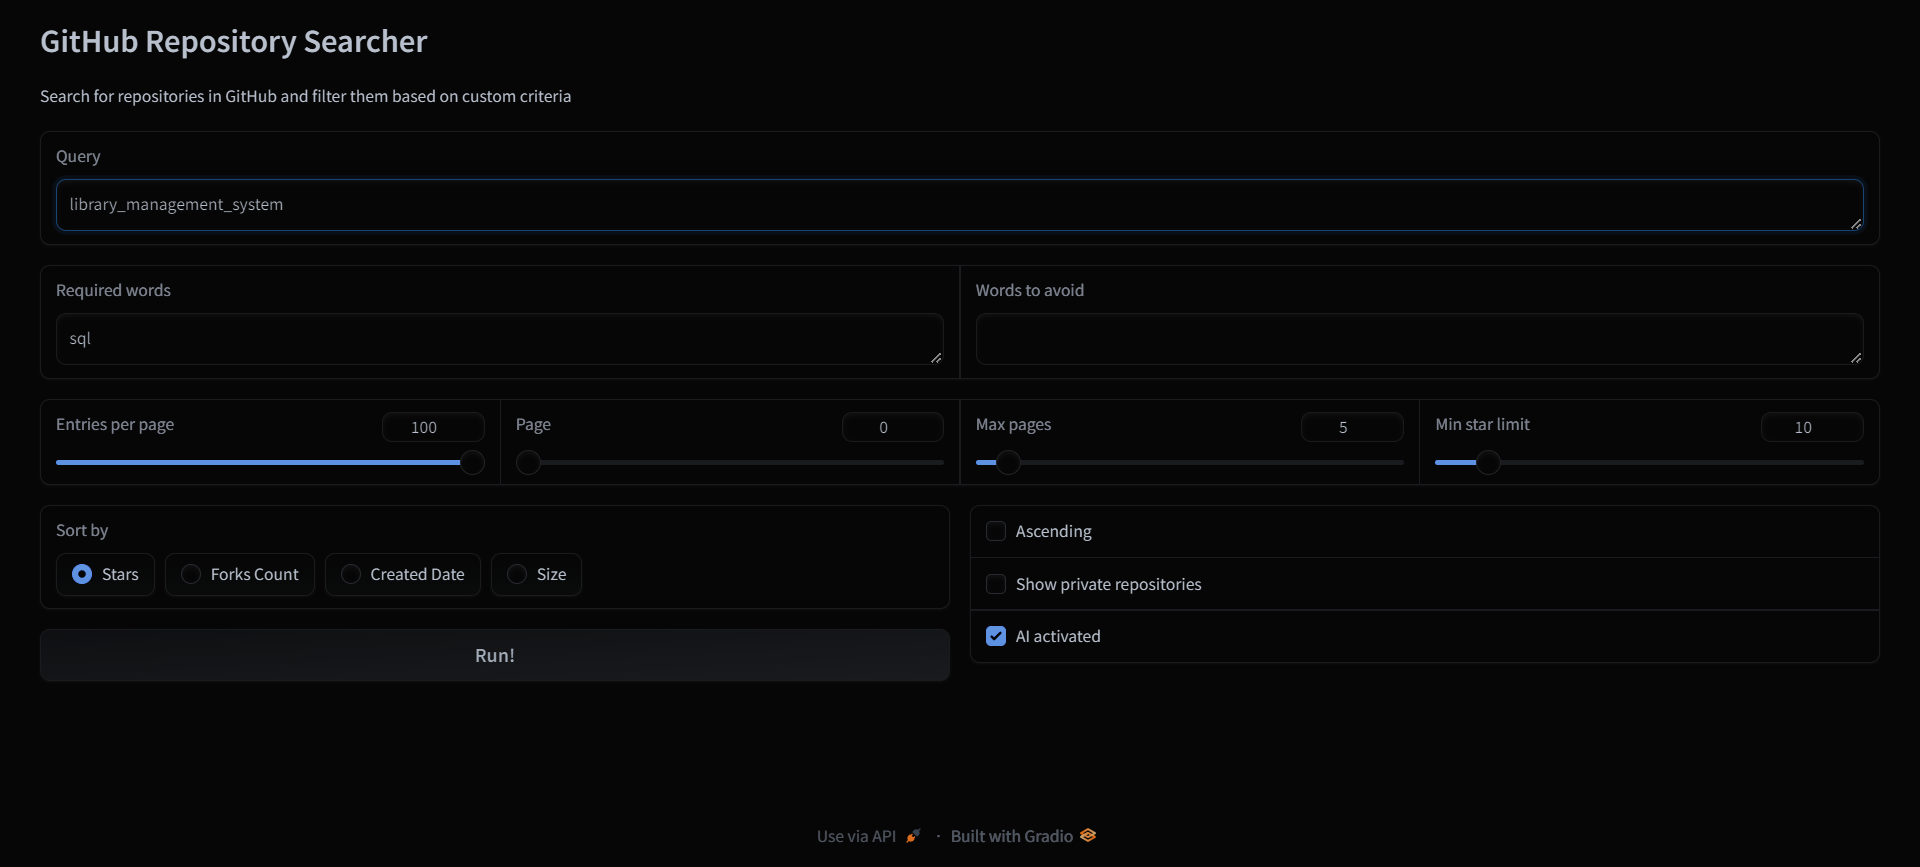 GitHub Repository Searcher
Search for repositories in GitHub and filter them based on custom criteria
Query
library_management_system
Required words
sql
Words to avoid
Entries per page
100
Page
0
Max pages
5
Min star limit
10
Sort by
Stars
Forks Count
Created Date
Size
Ascending
Show private repositories
AI activated
Run!
Use via API · Built with Gradio